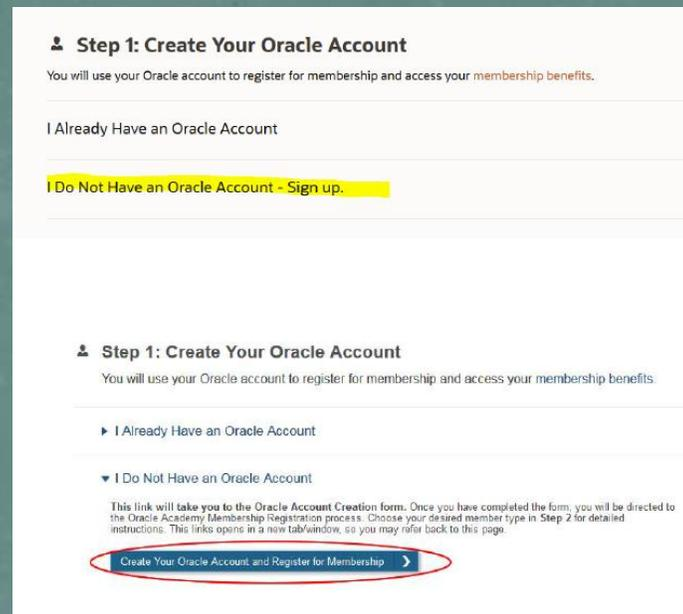 Step 1: Create Your Oracle Account
You will use your Oracle account to register for membership and access your membership benefits.
I Already Have an Oracle Account
I Do Not Have an Oracle Account - Sign up.
Step 1: Create Your Oracle Account
You will use your Oracle account to register for membership and access your membership benefits.
I Already Have an Oracle Account
I Do Not Have an Oracle Account
This link will take you to the Oracle Account Creation form. Once you have completed the form, you will be directed to
the Oracle Academy Membership Registration process. Choose your desired member type in Step 2 for detailed
instructions. This links opens in a new tab/window, so you may refer back to this page.
Create Your Oracle Account and Register for Membership